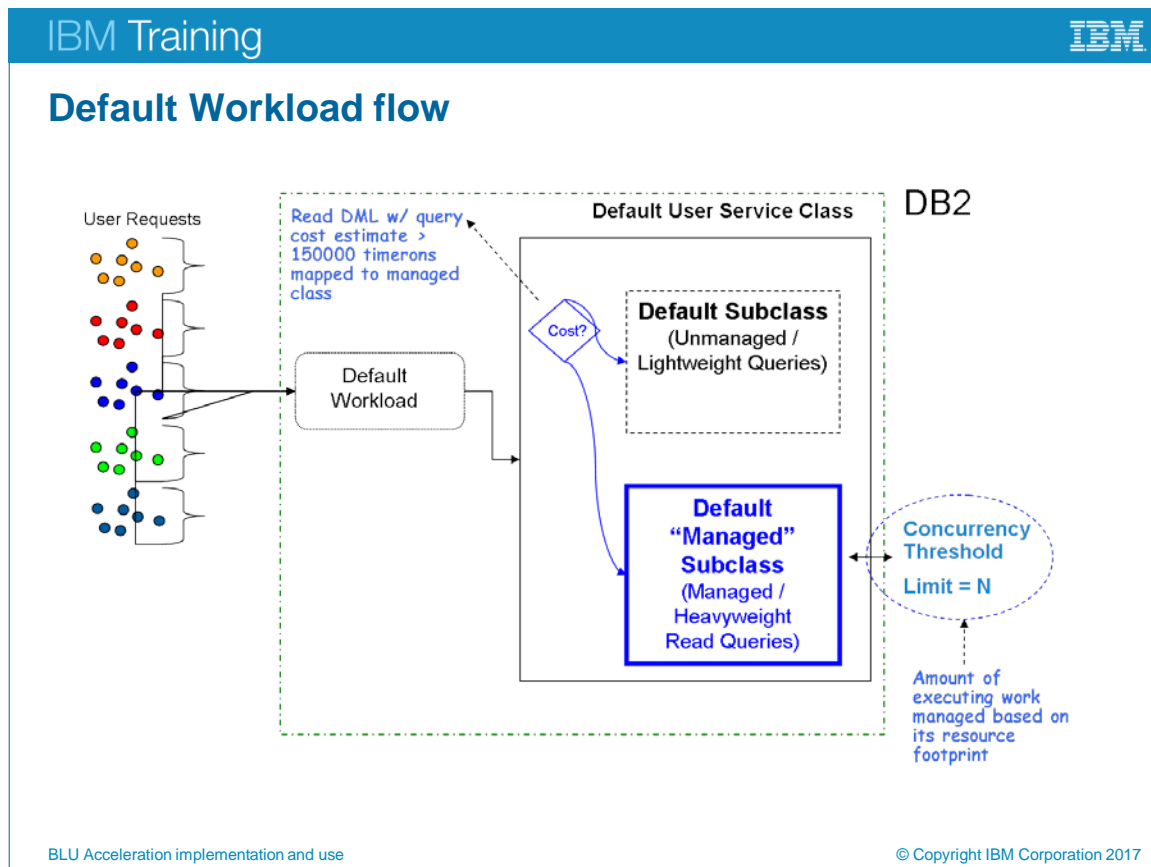 IBM Training
IBM
Default Workload flow
DB2
User Requests
Read DML w/ query
cost estimate >
150000 timerons
mapped to managed
class
Default User Service Class
Cost?
Default Subclass
(Unmanaged /
Lightweight Queries)
Default
Workload
Default
“Managed”
Subclass
(Managed /
Heavyweight
Read Queries)
Concurrency
Threshold
Limit = N
Amount of
executing work
managed based on
its resource
footprint
BLU Acceleration implementation and use
© Copyright IBM Corporation 2017